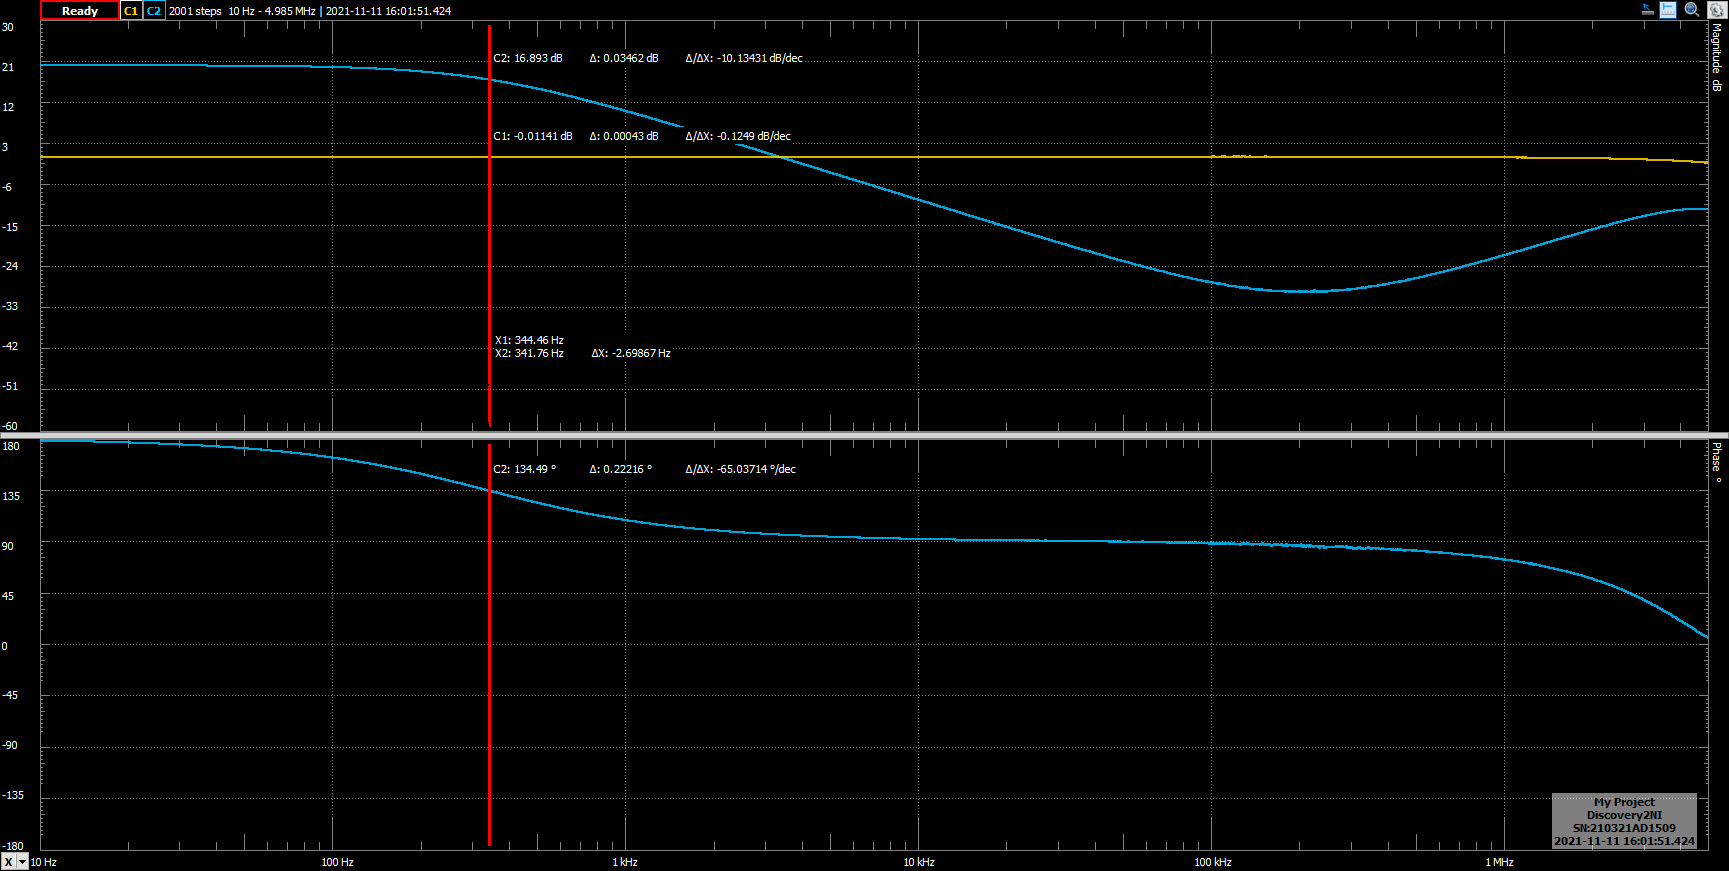 Ready C1 C2 2001 steps 10 Hz - 4.985 MHz | 2021-11-11 16:01:51.424
Magnitude dB
30
21
12
3
-6
-15
-24
-33
-42
-51
-60
C2: 16.893 dB Δ: 0.03462 dB Δ/ΔX: -10.13431 dB/dec
C1: -0.01141 dB Δ: 0.00043 dB Δ/ΔX: -0.1249 dB/dec
X1: 344.46 Hz
X2: 341.76 Hz ΔX: -2.69867 Hz
Phase °
180
135
90
45
0
-45
-90
-135
-180
C2: 134.49 ° Δ: 0.22216 ° Δ/ΔX: -65.03714 °/dec
My Project
Discovery2NI
SN:210321AD1509
2021-11-11 16:01:51.424
X 10 Hz 100 Hz 1 kHz 10 kHz 100 kHz 1 MHz